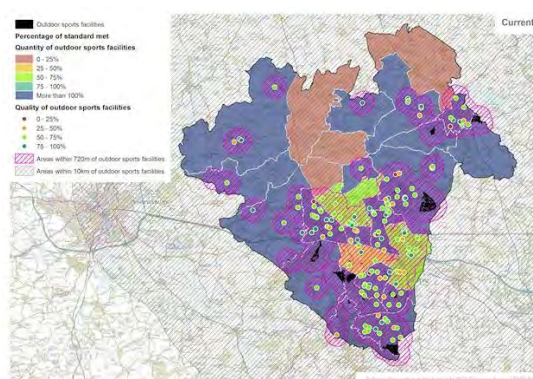 Current
Outdoor sports facilities
Percentage of standard met
Quantity of outdoor sports facilities
0 - 25%
25 - 50%
50 - 75%
75 - 100%
More than 100%
Quality of outdoor sports facilities
0 - 25%
25 - 50%
50 - 75%
75 - 100%
Areas within 720m of outdoor sports facilities
Areas within 10km of outdoor sports facilities